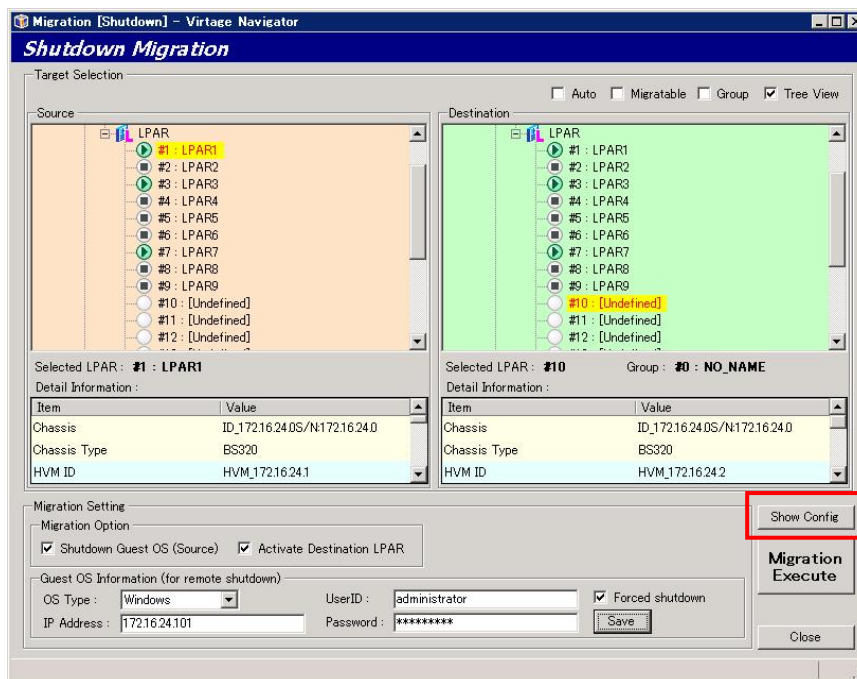 Migration [Shutdown] - Virtage Navigator
Shutdown Migration
Target Selection
Auto Migratable Group Tree View
Source
LPAR
#1 : LPAR1
#2 : LPAR2
#3 : LPAR3
#4 : LPAR4
#5 : LPAR5
#6 : LPAR6
#7 : LPAR7
#8 : LPAR8
#9 : LPAR9
#10 : [Undefined]
#11 : [Undefined]
#12 : [Undefined]
Selected LPAR : #1 : LPAR1
Detail Information :
Item Value
Chassis ID_172.16.24.0S/N:172.16.24.0
Chassis Type BS320
HVM ID HVM_172.16.24.1
Destination
LPAR
#1 : LPAR1
#2 : LPAR2
#3 : LPAR3
#4 : LPAR4
#5 : LPAR5
#6 : LPAR6
#7 : LPAR7
#8 : LPAR8
#9 : LPAR9
#10 : [Undefined]
#11 : [Undefined]
#12 : [Undefined]
Selected LPAR : #10 Group : #0 : NO_NAME
Detail Information :
Item Value
Chassis ID_172.16.24.0S/N:172.16.24.0
Chassis Type BS320
HVM ID HVM_172.16.24.2
Migration Setting
Migration Option
Shutdown Guest OS (Source) Activate Destination LPAR
Guest OS Information (for remote shutdown)
OS Type : Windows UserID : administrator Forced shutdown
IP Address : 172.16.24.101 Password : ********* Save
Show Config
Migration
Execute
Close